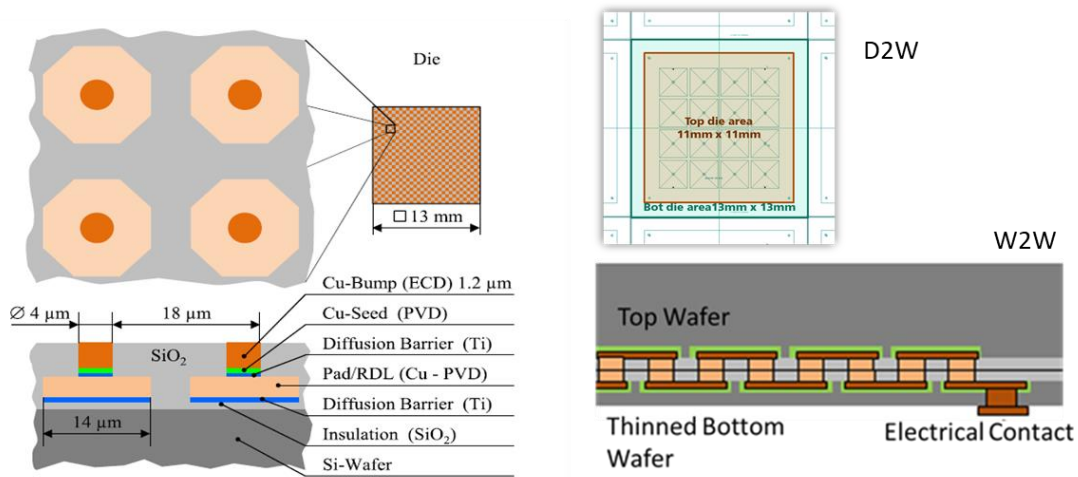 Die
□ 13 mm
Cu-Bump (ECD) 1.2 µm
Cu-Seed (PVD)
Diffusion Barrier (Ti)
Pad/RDL (Cu - PVD)
Diffusion Barrier (Ti)
Insulation (SiO₂)
Si-Wafer
Ø 4 µm
18 µm
SiO₂
14 µm
D2W
Top die area
11mm x 11mm
Bot die area13mm x 13mm
W2W
Top Wafer
Thinned Bottom
Wafer
Electrical Contact